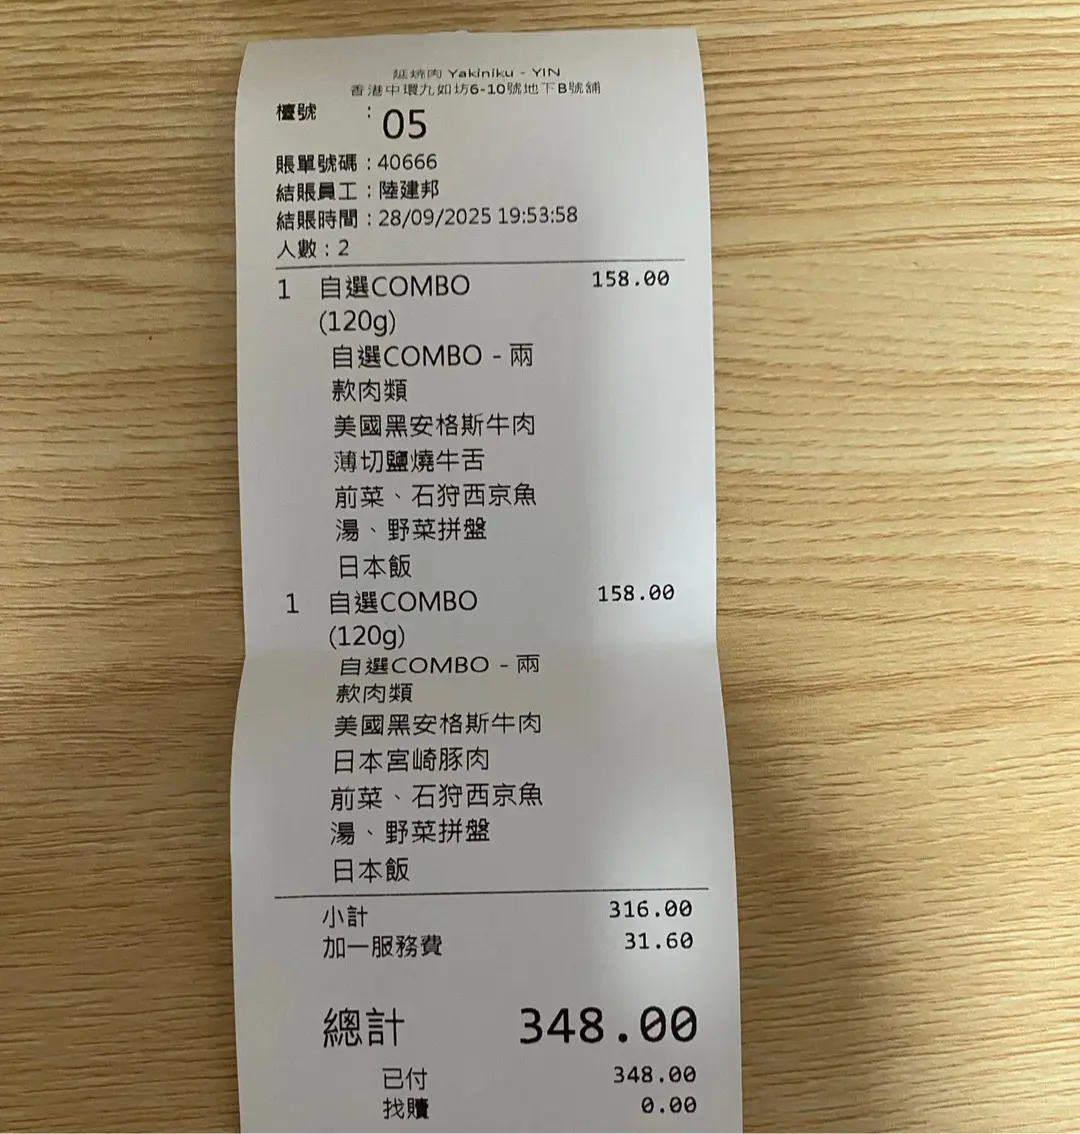 延燒肉 Yakiniku - YIN
香港中環九如坊6-10號地下B號舖
檯號 : 05
賬單號碼 : 40666
結賬員工 : 陸建邦
結賬時間 : 28/09/2025 19:53:58
人數 : 2
1 自選COMBO 158.00
(120g)
自選COMBO - 兩
款肉類
美國黑安格斯牛肉
薄切鹽燒牛舌
前菜、石狩西京魚
湯、野菜拼盤
日本飯
1 自選COMBO 158.00
(120g)
自選COMBO - 兩
款肉類
美國黑安格斯牛肉
日本宮崎豚肉
前菜、石狩西京魚
湯、野菜拼盤
日本飯
小計 316.00
加一服務費 31.60
總計 348.00
已付 348.00
找贖 0.00